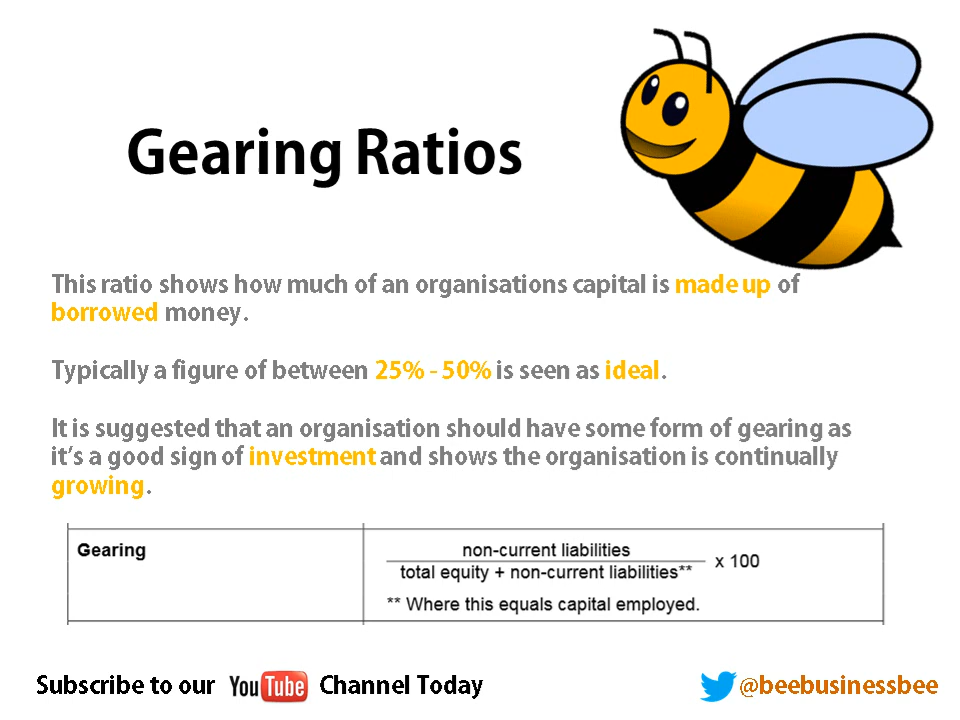 Gearing Ratios
This ratio shows how much of an organisations capital is made up of
borrowed money.
Typically a figure of between 25% - 50% is seen as ideal.
It is suggested that an organisation should have some form of gearing as
it's a good sign of investment and shows the organisation is continually
growing.
Gearing
non-current liabilities
total equity + non-current liabilities**
x 100
** Where this equals capital employed.
Subscribe to our YouTube Channel Today
@beebusinessbee